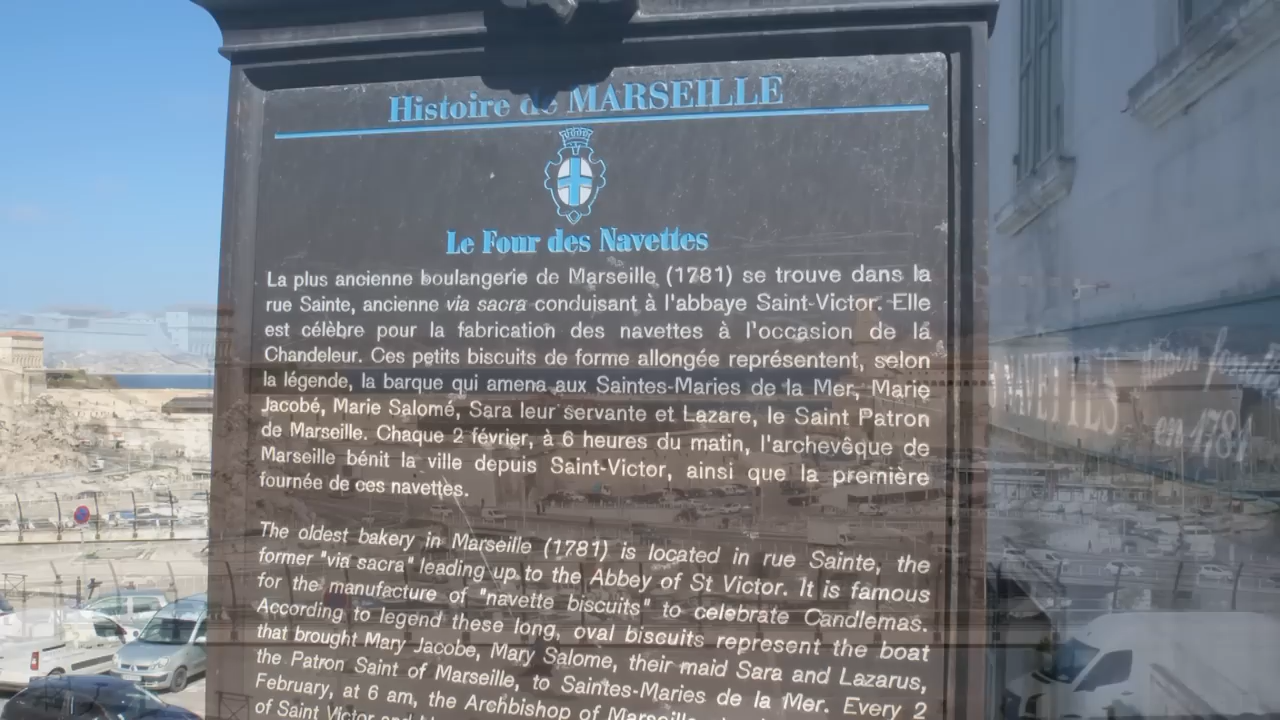 Histoire de MARSEILLE
Le Four des Navettes
La plus ancienne boulangerie de Marseille (1781) se trouve dans la
rue Sainte, ancienne via sacra conduisant à l'abbaye Saint-Victor. Elle
est célèbre pour la fabrication des navettes à l'occasion de la
Chandeleur. Ces petits biscuits de forme allongée représentent, selon
la légende, la barque qui amena aux Saintes-Maries de la Mer, Marie
Jacobé, Marie Salomé, Sara leur servante et Lazare, le Saint Patron
de Marseille. Chaque 2 février, à 6 heures du matin, l'archevêque de
Marseille bénit la ville depuis Saint-Victor, ainsi que la première
fournée de ces navettes.
The oldest bakery in Marseille (1781) is located in rue Sainte, the
former "via sacra" leading up to the Abbey of St Victor. It is famous
for the manufacture of "navette biscuits" to celebrate Candlemas.
According to legend these long, oval biscuits represent the boat
that brought Mary Jacobe, Mary Salome, their maid Sara and Lazarus,
the Patron Saint of Marseille, to Saintes-Maries de la Mer. Every 2
February, at 6 am, the Archbishop of Marseille
of Saint Victor and
NAVETTES
en 1781